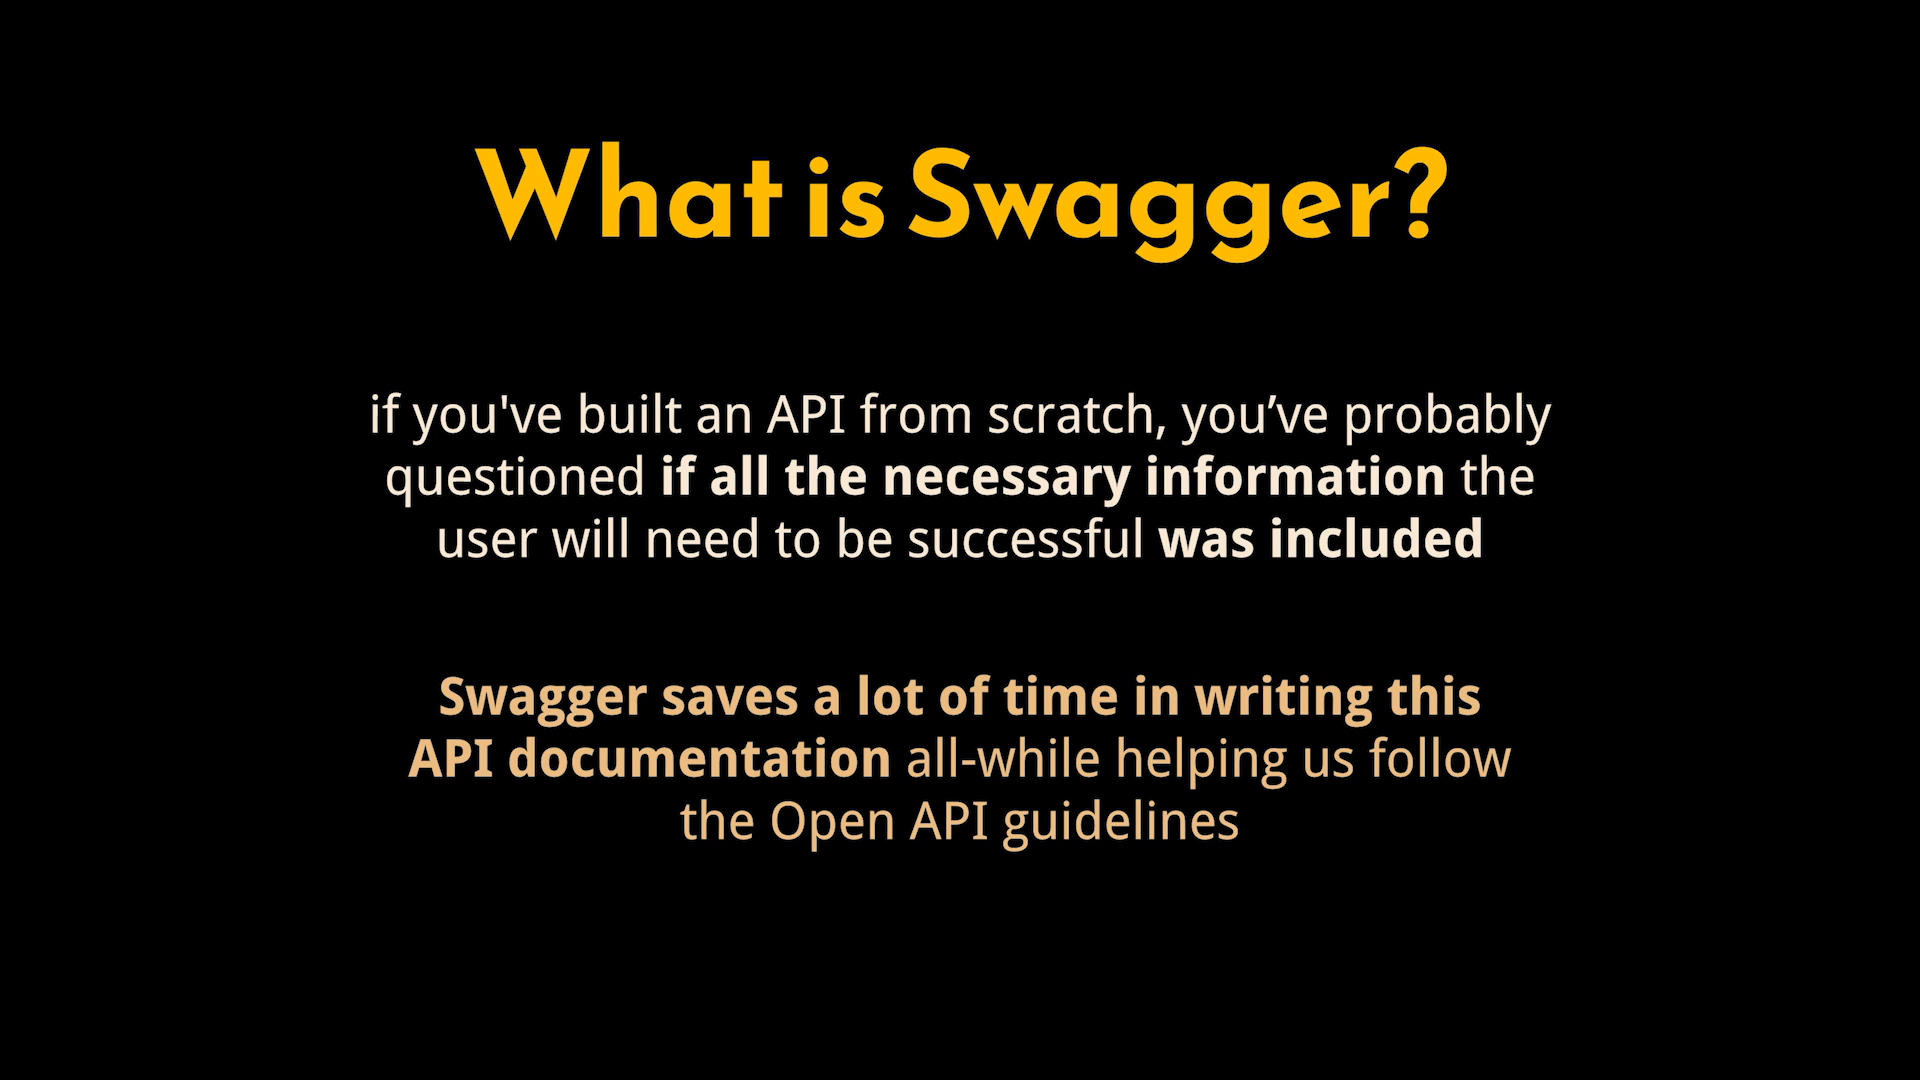 What is Swagger?
if you've built an API from scratch, you’ve probably
questioned if all the necessary information the
user will need to be successful was included
Swagger saves a lot of time in writing this
API documentation all-while helping us follow
the Open API guidelines